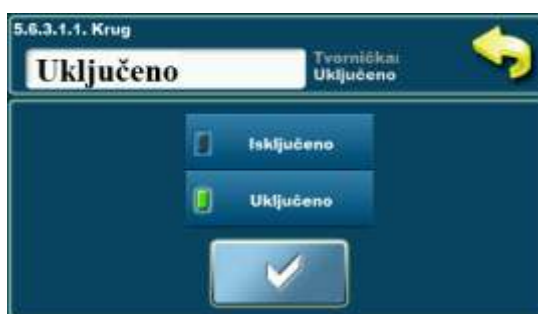 5.6.3.1.1. Krug
Uključeno
Tvornička:
Uključeno
Isključeno
Uključeno